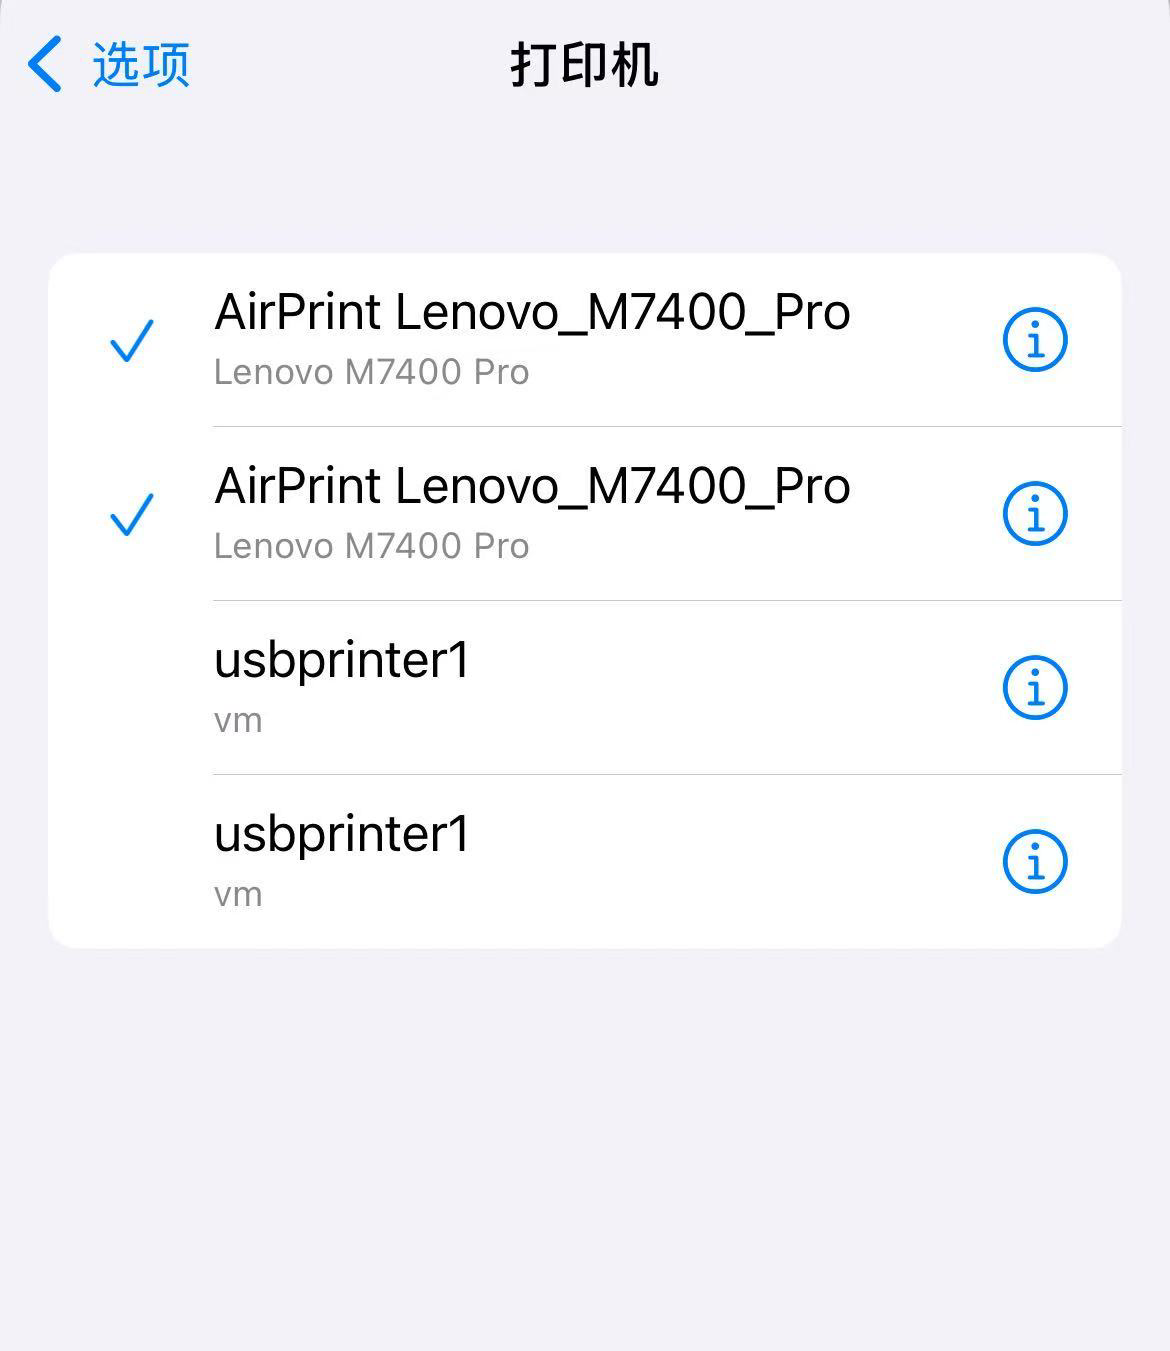 选项
打印机
AirPrint Lenovo_M7400_Pro
Lenovo M7400 Pro
AirPrint Lenovo_M7400_Pro
Lenovo M7400 Pro
usbprinter1
vm
usbprinter1
vm